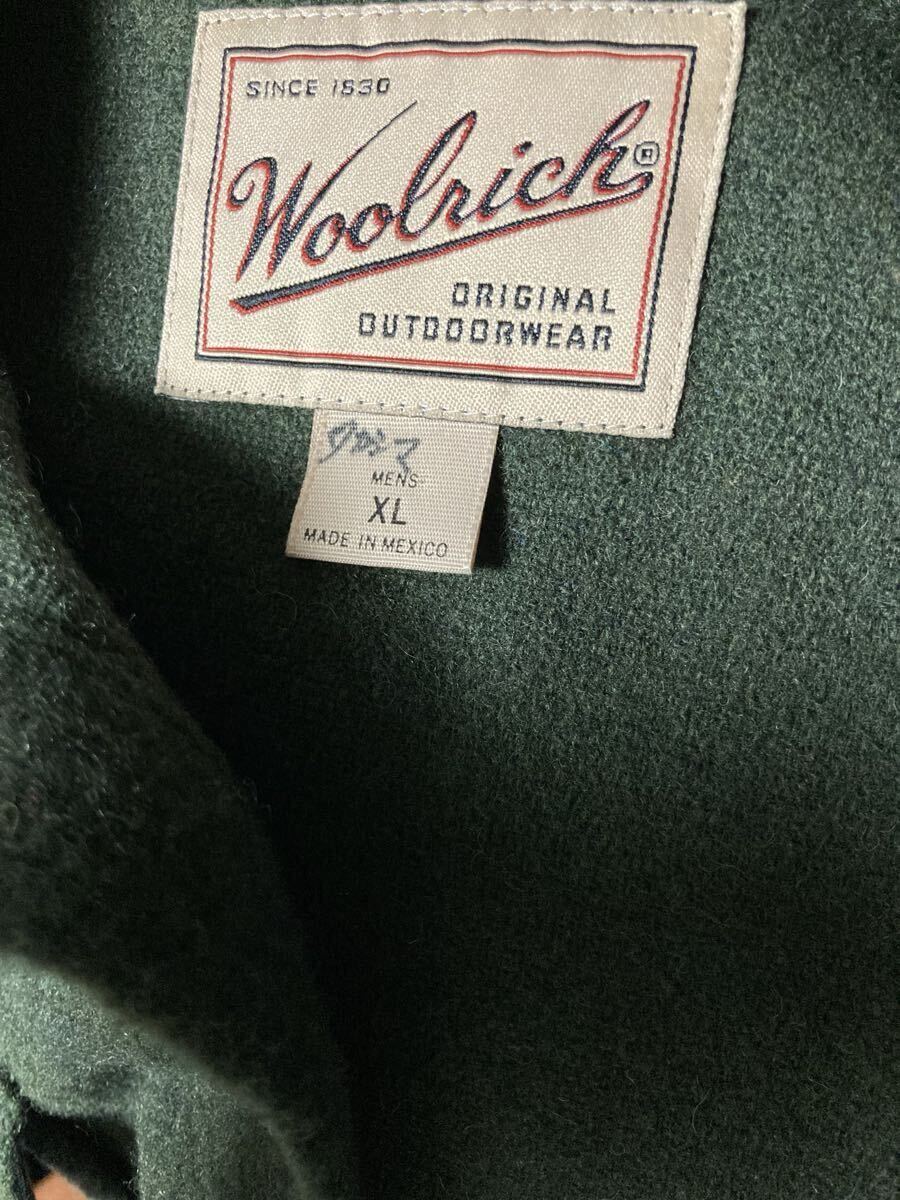 SINCE 1830
Woolrich®
ORIGINAL
OUTDOORWEAR
MENS
XL
MADE IN MEXICO